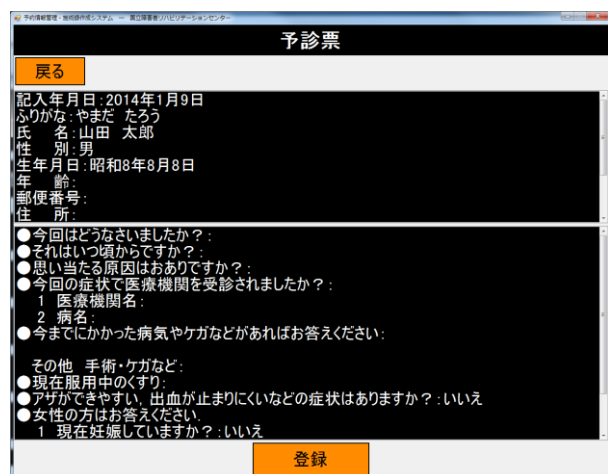 予約情報管理・施術録作成システム ー 国立障害者リハビリテーションセンター
予診票
戻る
記入年月日:2014年1月9日
ふりがな:やまだ たろう
氏　名:山田 太郎
性　別:男
生年月日:昭和8年8月8日
年　齢:
郵便番号:
住　所:
●今回はどうなさいましたか?:
●それはいつ頃からですか?:
●思い当たる原因はおありですか?:
●今回の症状で医療機関を受診されましたか?:
1 医療機関名:
2 病名:
●今までにかかった病気やケガなどがあればお答えください:
その他 手術・ケガなど:
●現在服用中のくすり:
●アザができやすい, 出血が止まりにくいなどの症状はありますか?:いいえ
●女性の方はお答えください.
1 現在妊娠していますか?:いいえ
登録